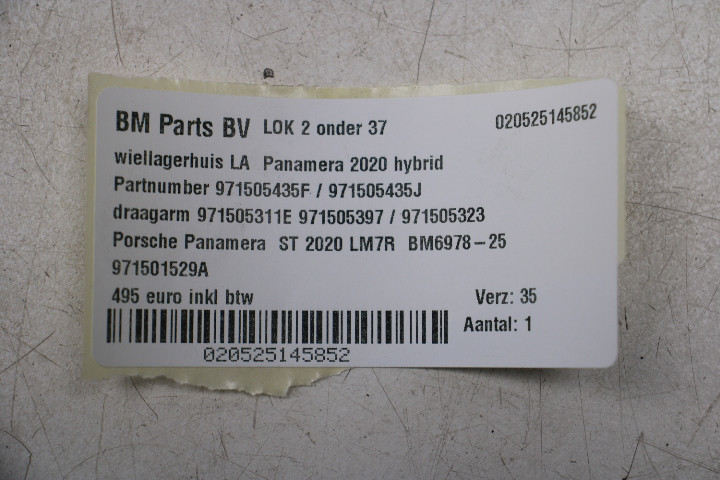 BM Parts BV LOK 2 onder 37 020525145852
wiellagerhuis LA Panamera 2020 hybrid
Partnumber 971505435F / 971505435J
draagarm 971505311E 971505397 / 971505323
Porsche Panamera ST 2020 LM7R BM6978-25
971501529A
495 euro inkl btw Verz: 35
Aantal: 1
020525145852